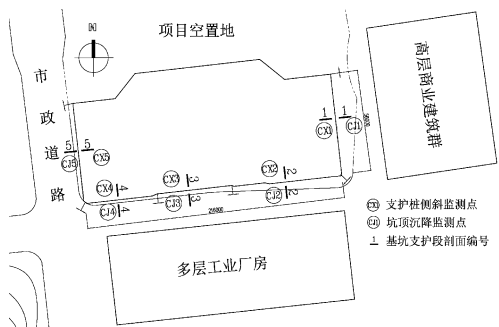 项目空置地
市政道路
高层商业建筑群
1 1
CX1 CJ1
5 5
CJ5 CX5
CX2
2 2
CJ2
CX3
3 3
CJ3
CX4
4 4
CJ4
CX1 支护桩侧斜监测点
CJ1 坑顶沉降监测点
1 基坑支护段剖面编号
多层工业厂房